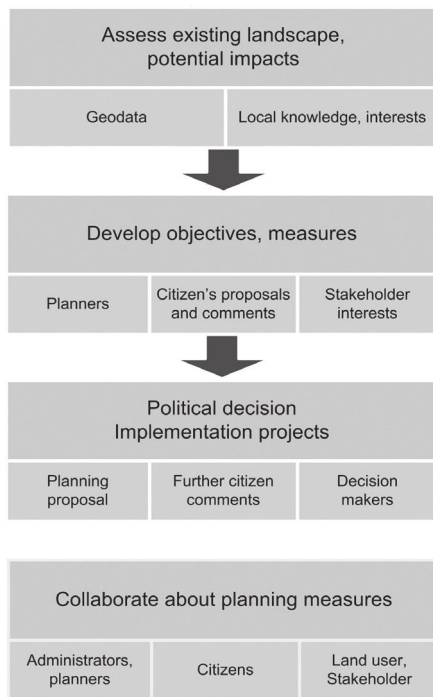 Assess existing landscape,
potential impacts
Geodata
Local knowledge, interests
Develop objectives, measures
Planners
Citizen's proposals
and comments
Stakeholder
interests
Political decision
Implementation projects
Planning
proposal
Further citizen
comments
Decision
makers
Collaborate about planning measures
Administrators,
planners
Citizens
Land user,
Stakeholder